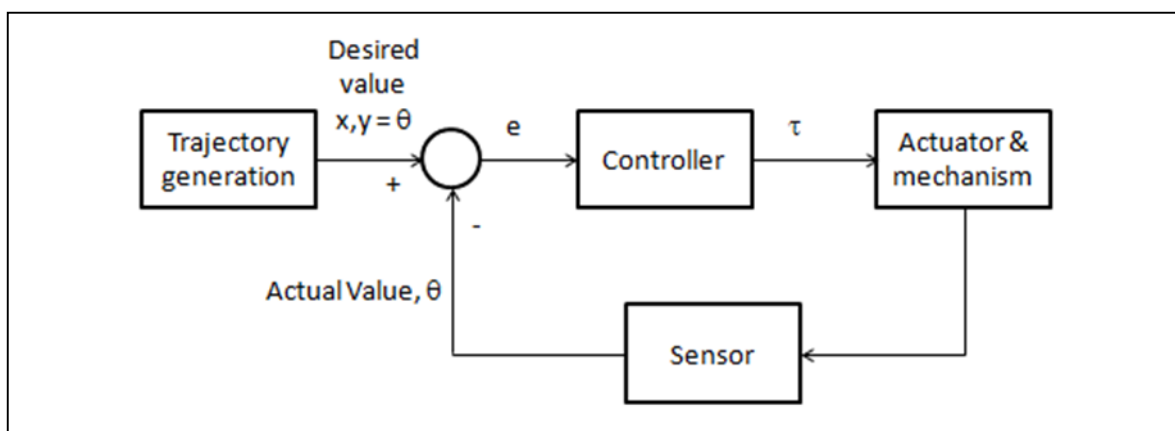 Desired
value
x,y = θ
Trajectory
generation
+
e
Controller
τ
Actuator &
mechanism
-
Actual Value, θ
Sensor